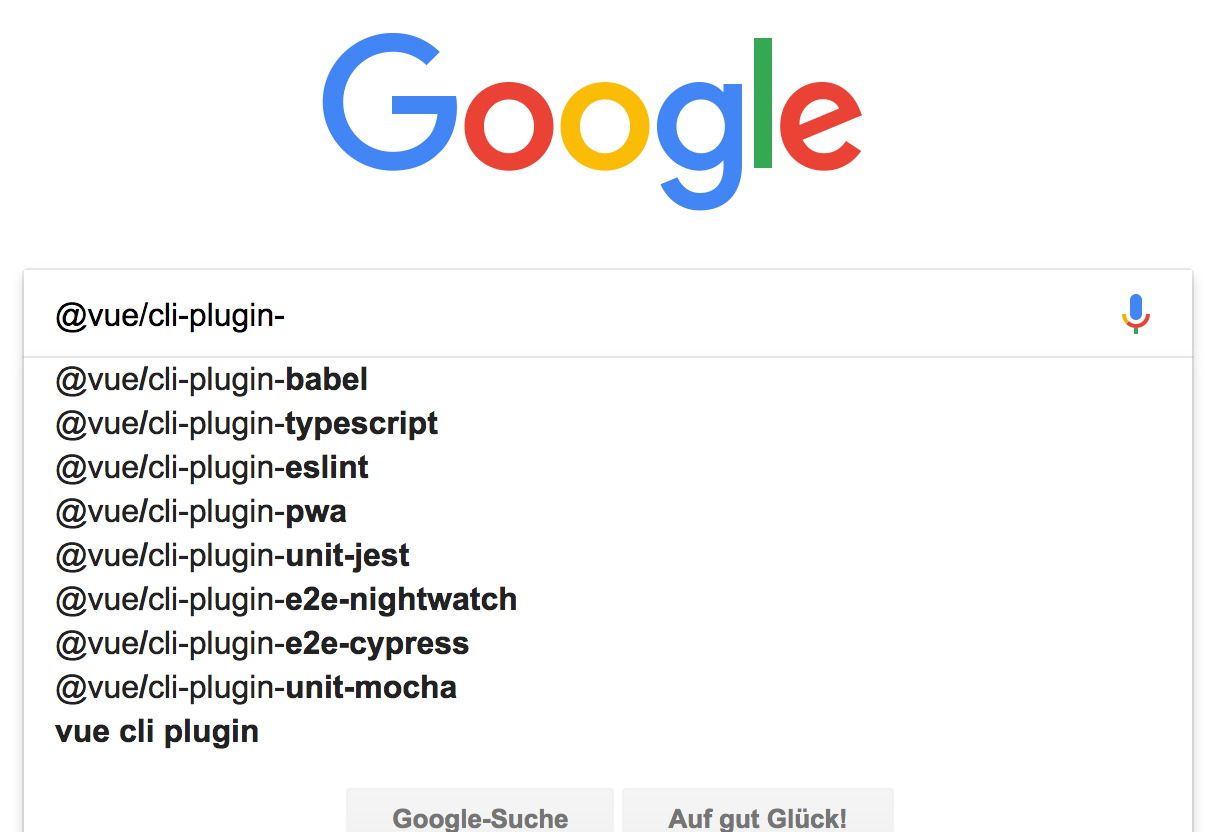 Google
@vue/cli-plugin-
@vue/cli-plugin-babel
@vue/cli-plugin-typescript
@vue/cli-plugin-eslint
@vue/cli-plugin-pwa
@vue/cli-plugin-unit-jest
@vue/cli-plugin-e2e-nightwatch
@vue/cli-plugin-e2e-cypress
@vue/cli-plugin-unit-mocha
vue cli plugin
Google-Suche Auf gut Glück!